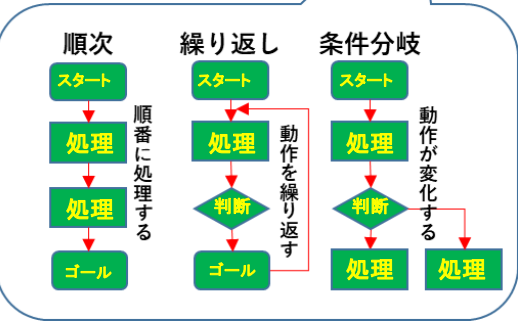 順次
スタート
処理
処理
ゴール
順番に処理する
繰り返し
スタート
処理
判断
ゴール
動作を繰り返す
条件分岐
スタート
処理
判断
処理
処理
動作が変化する